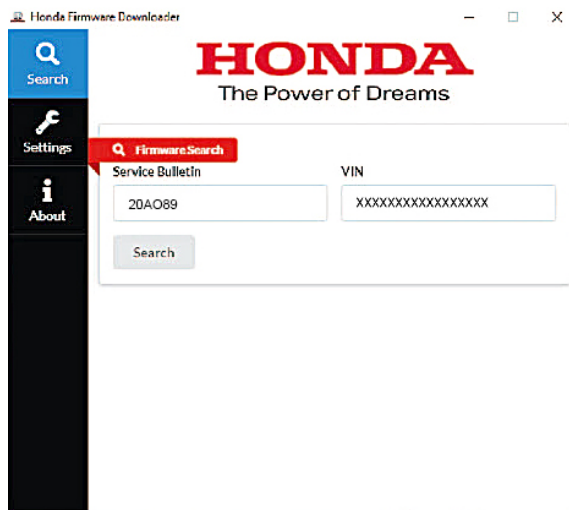 Honda Firmware Downloader
Search
Settings
About
HONDA
The Power of Dreams
Firmware Search
Service Bulletin
VIN
20AO89
XXXXXXXXXXXXXXXXX
Search